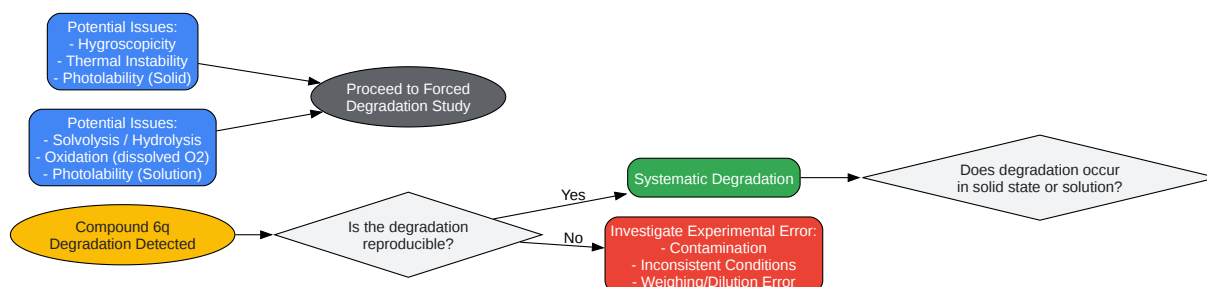 Potential Issues:
- Hygroscopicity
- Thermal Instability
- Photolability (Solid)
Proceed to Forced
Degradation Study
Potential Issues:
- Solvolysis / Hydrolysis
- Oxidation (dissolved O2)
- Photolability (Solution)
Compound 6q
Degradation Detected
Is the degradation
reproducible?
Yes
No
Systematic Degradation
Investigate Experimental Error:
- Contamination
- Inconsistent Conditions
- Weighing/Dilution Error
Does degradation occur
in solid state or solution?